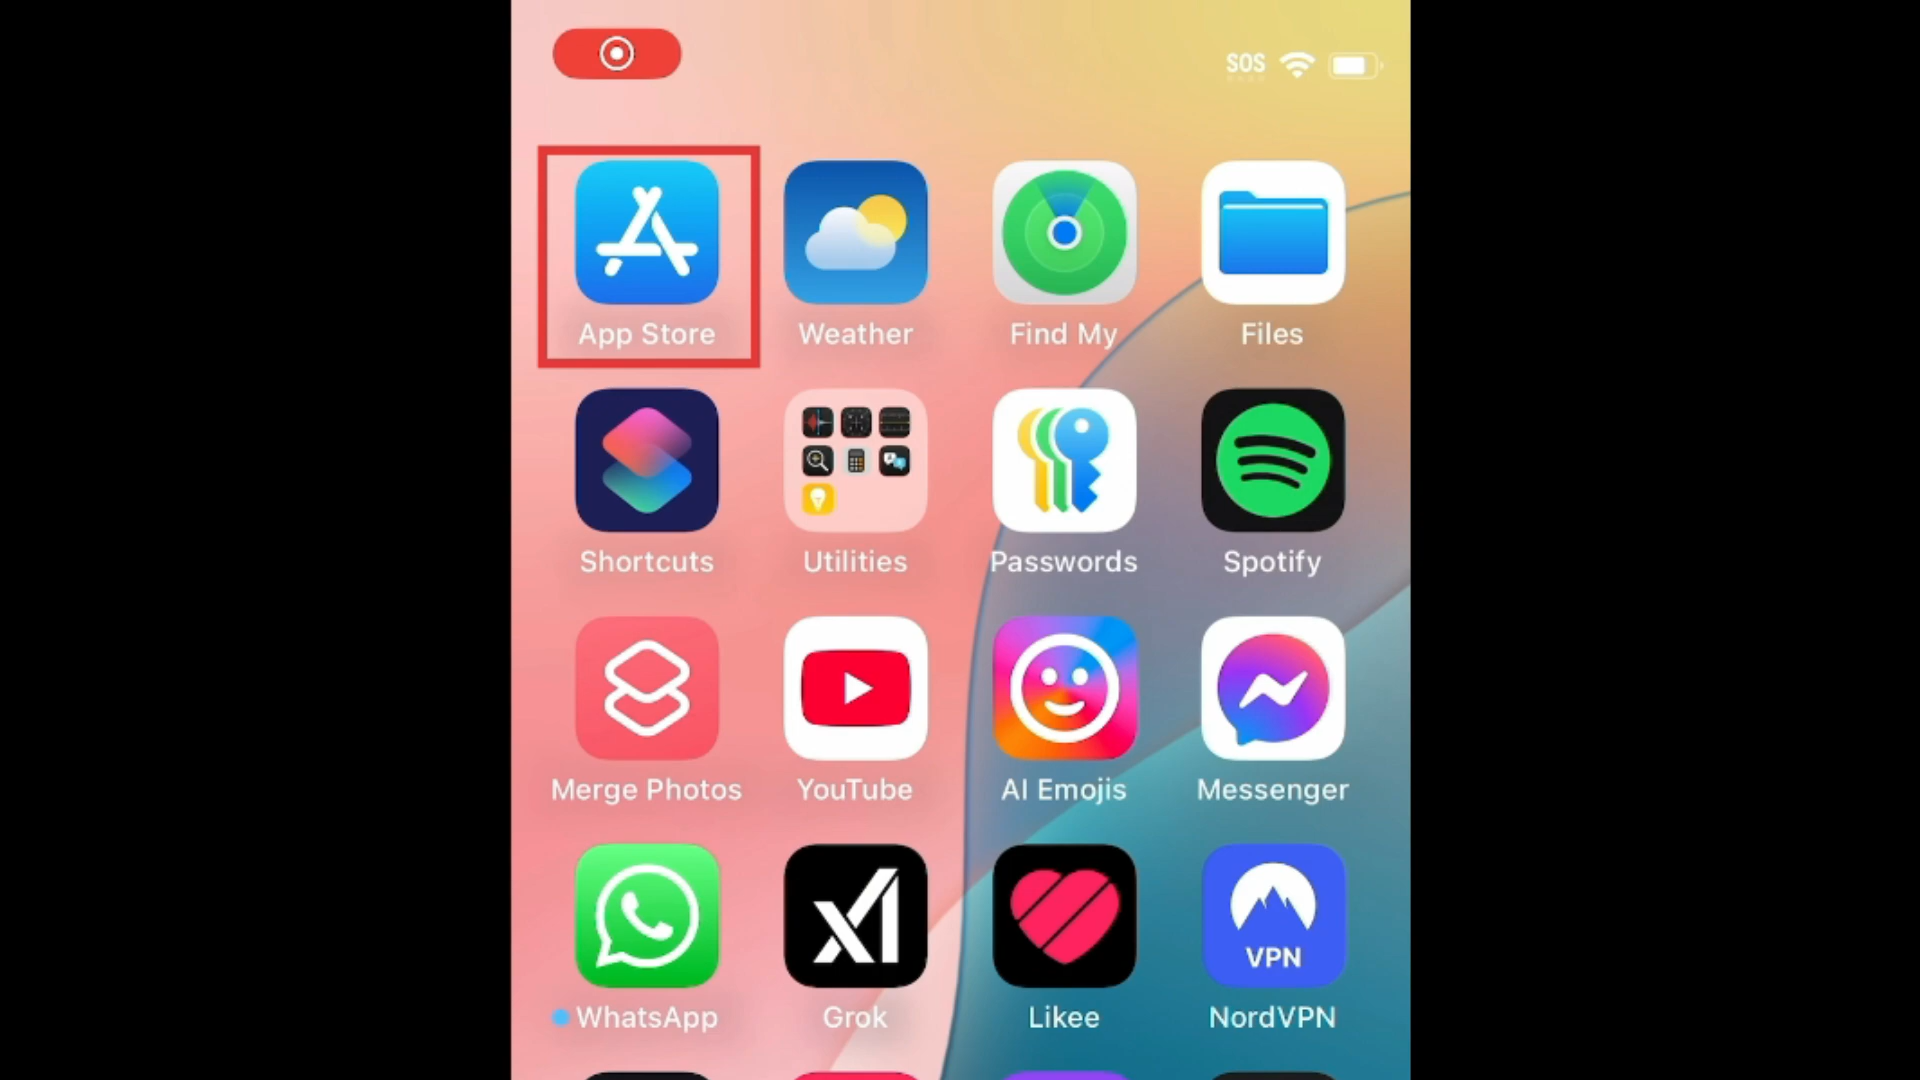 SOS
App Store
Weather
Find My
Files
Shortcuts
Utilities
Passwords
Spotify
Merge Photos
YouTube
AI Emojis
Messenger
VPN
WhatsApp
Grok
Likee
NordVPN